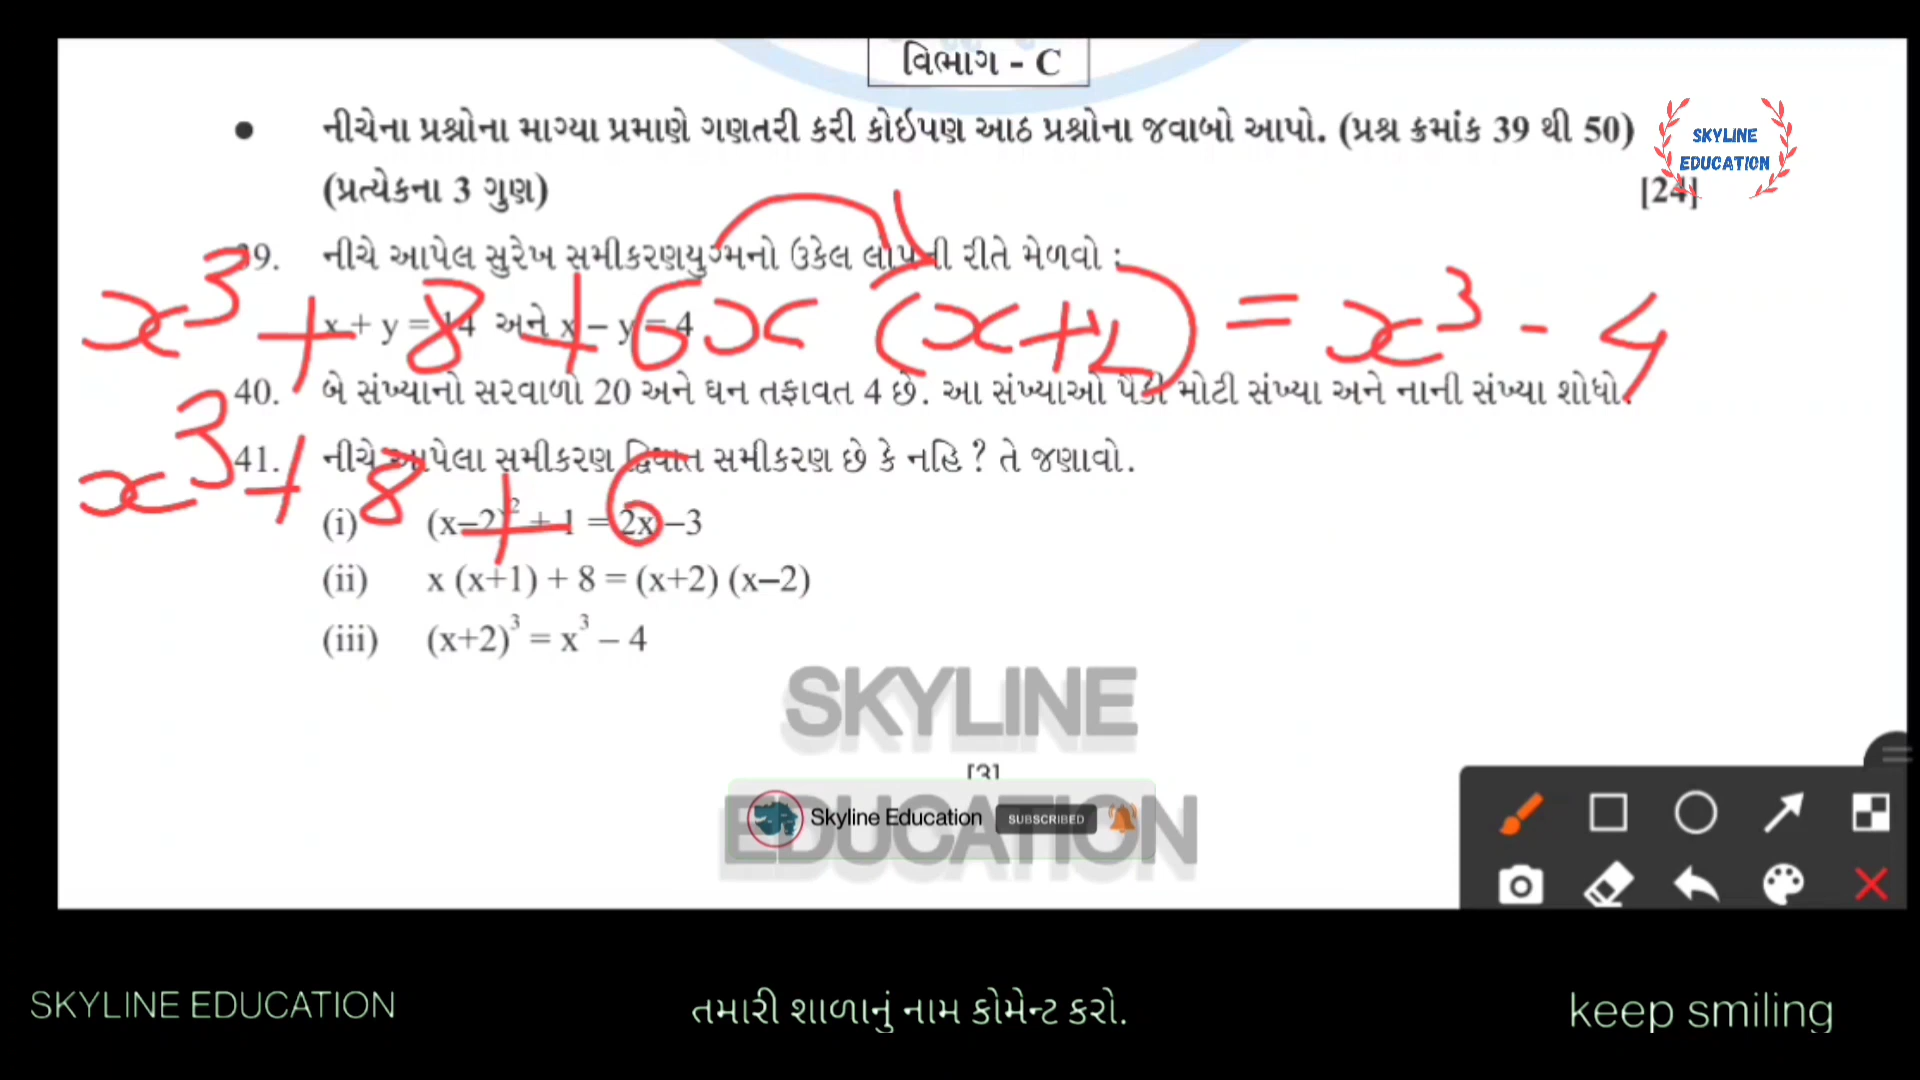 વિભાગ - C
● નીચેના પ્રશ્નોના માગ્યા પ્રમાણે ગણતરી કરી કોઈપણ આઠ પ્રશ્નોના જવાબો આપો. (પ્રશ્ન ક્રમાંક 39 થી 50)
(પ્રત્યેકના 3 ગુણ) [24]
SKYLINE
EDUCATION
39. નીચે આપેલ સુરેખ સમીકરણયુગ્મનો ઉકેલ લોપની રીતે મેળવો :
x + y = 14 અને x – y = 4
x³ + 8 + 6x (x+2) = x³ - 4
40. બે સંખ્યાનો સરવાળો 20 અને ધન તફાવત 4 છે. આ સંખ્યાઓ પૈકી મોટી સંખ્યા અને નાની સંખ્યા શોધો.
41. નીચે આપેલા સમીકરણ દ્વિઘાત સમીકરણ છે કે નહિ ? તે જણાવો.
x³ + 8 + 6
(i) (x–2)² + 1 = 2x–3
(ii) x (x+1) + 8 = (x+2) (x–2)
(iii) (x+2)³ = x³ – 4
SKYLINE
EDUCATION
[3]
Skyline Education SUBSCRIBED
SKYLINE EDUCATION તમારી શાળાનું નામ કોમેન્ટ કરો. keep smiling